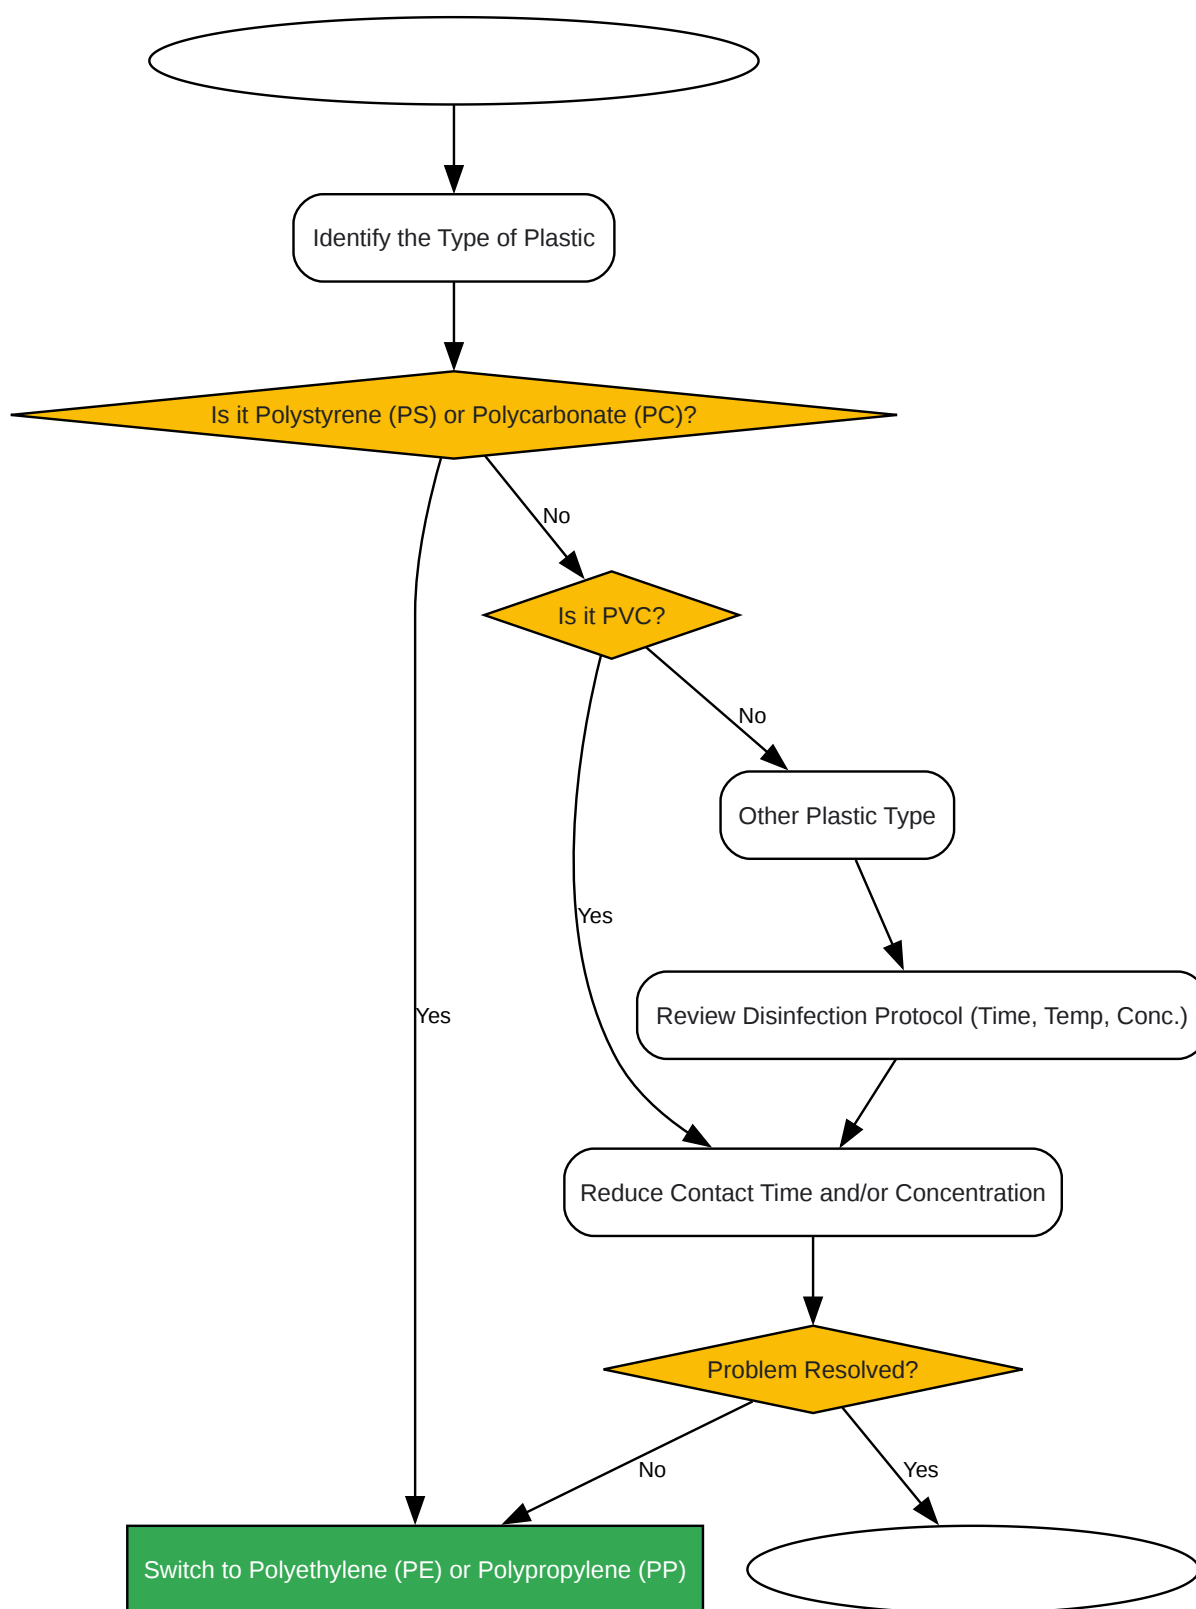 Identify the Type of Plastic
Is it Polystyrene (PS) or Polycarbonate (PC)?
No
Is it PVC?
No
Other Plastic Type
Yes
Review Disinfection Protocol (Time, Temp, Conc.)
Yes
Reduce Contact Time and/or Concentration
Problem Resolved?
No
Yes
Switch to Polyethylene (PE) or Polypropylene (PP)